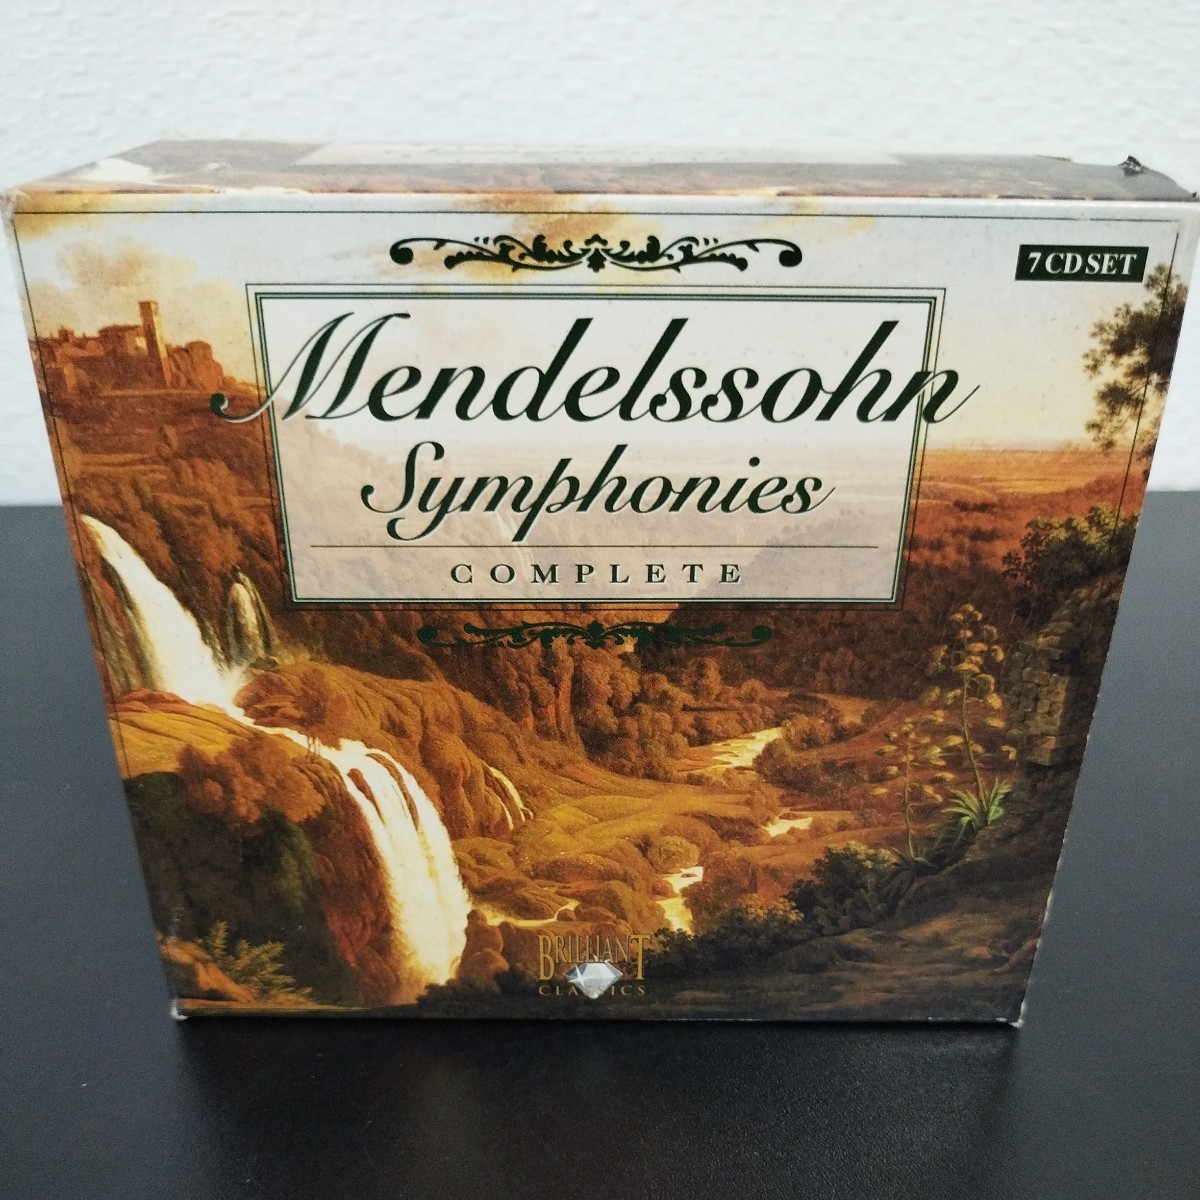 7 CD SET
Mendelssohn
Symphonies
COMPLETE
BRILLIANT
CLASSICS